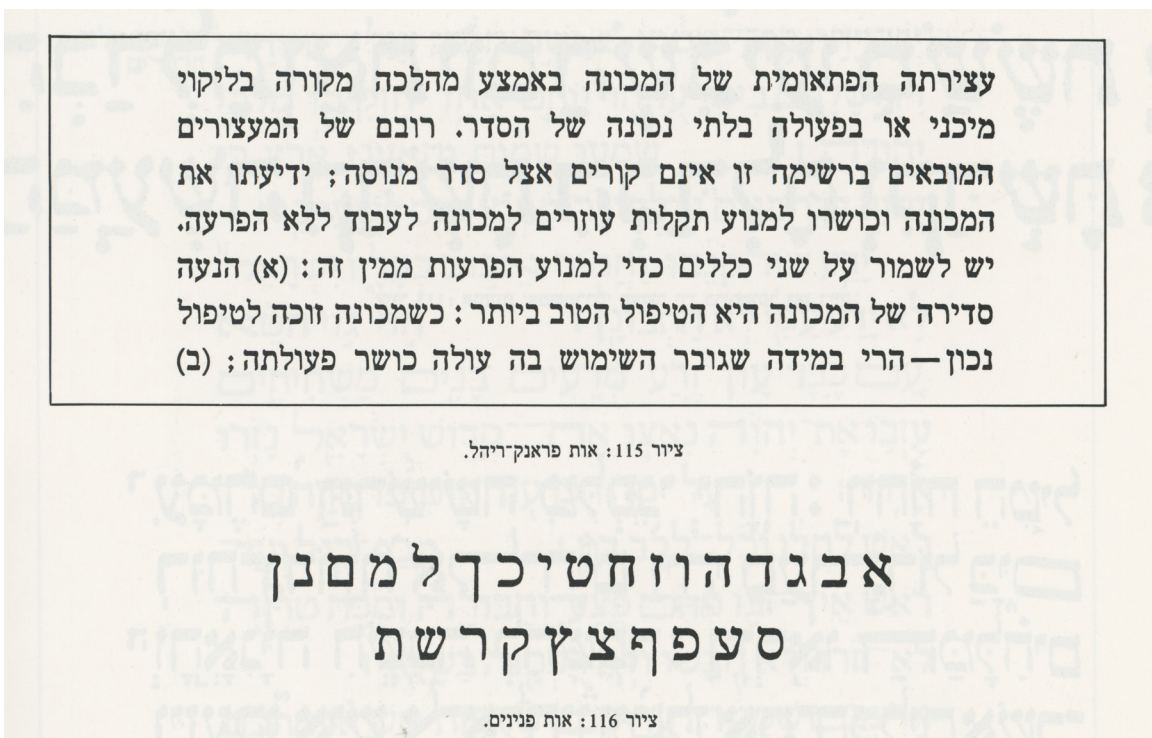 עצירתה הפתאומית של המכונה באמצע מהלכה מקורה בליקוי
מיכני או בפעולה בלתי נכונה של הסדר. רובם של המעצורים
המובאים ברשימה זו אינם קורים אצל סדר מנוסה; ידיעתו את
המכונה וכושרו למנוע תקלות עוזרים למכונה לעבוד ללא הפרעה.
יש לשמור על שני כללים כדי למנוע הפרעות ממין זה: (א) הנעה
סדירה של המכונה היא הטיפול הטוב ביותר: כשמכונה זוכה לטיפול
נכון—הרי במידה שגובר השימוש בה עולה כושר פעולתה; (ב)
ציור 115: אות פראנק־ריהל.
אבגדהוזחטיכךלמםנן
סעפףצץקרשת
ציור 116: אות פנינים.